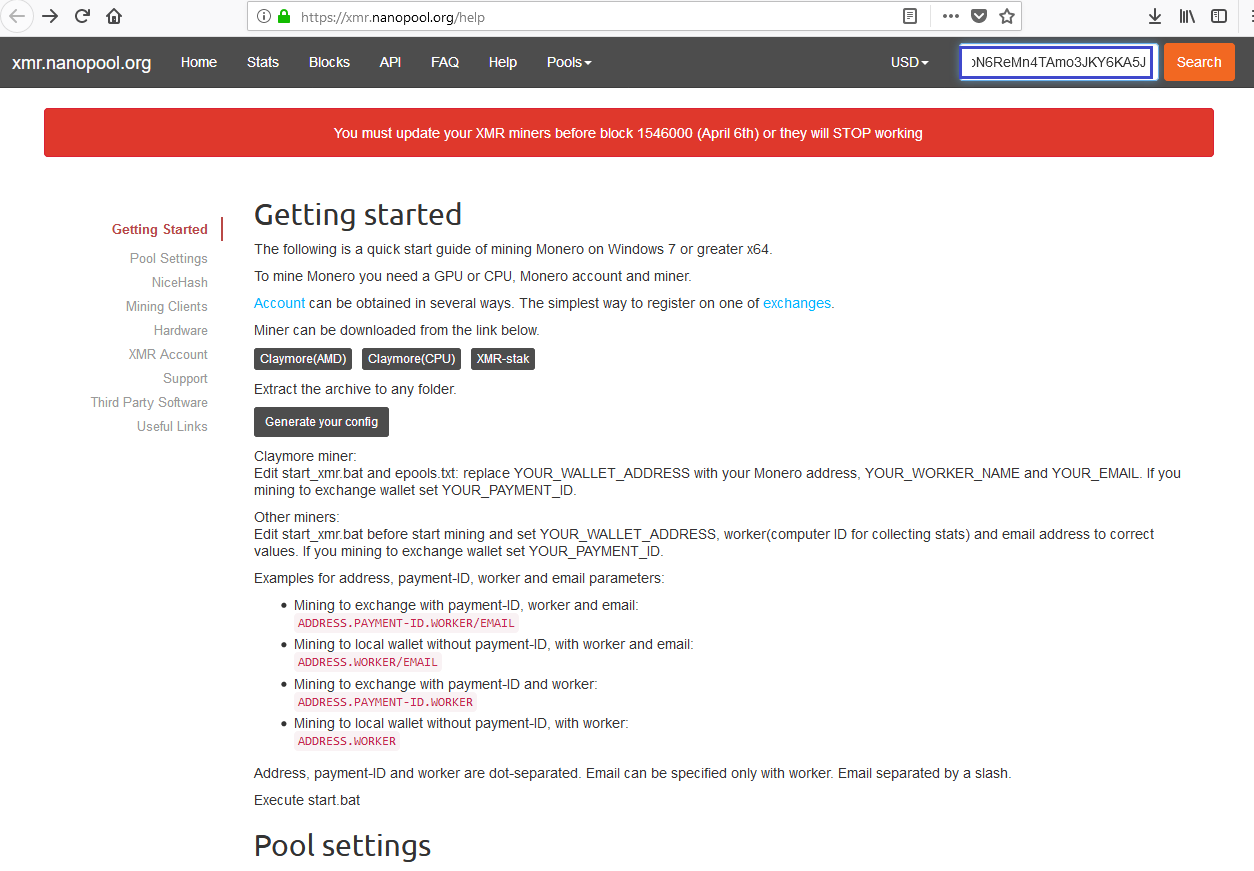 https://xmr.nanopool.org/help
xmr.nanopool.org Home Stats Blocks API FAQ Help Pools USD N6ReMn4TAmo3JKY6KA5J Search
You must update your XMR miners before block 1546000 (April 6th) or they will STOP working
Getting Started
Pool Settings
NiceHash
Mining Clients
Hardware
XMR Account
Support
Third Party Software
Useful Links
Getting started
The following is a quick start guide of mining Monero on Windows 7 or greater x64.
To mine Monero you need a GPU or CPU, Monero account and miner.
Account can be obtained in several ways. The simplest way to register on one of exchanges.
Miner can be downloaded from the link below.
Claymore(AMD) Claymore(CPU) XMR-stak
Extract the archive to any folder.
Generate your config
Claymore miner:
Edit start_xmr.bat and epools.txt: replace YOUR_WALLET_ADDRESS with your Monero address, YOUR_WORKER_NAME and YOUR_EMAIL. If you
mining to exchange wallet set YOUR_PAYMENT_ID.
Other miners:
Edit start_xmr.bat before start mining and set YOUR_WALLET_ADDRESS, worker(computer ID for collecting stats) and email address to correct
values. If you mining to exchange wallet set YOUR_PAYMENT_ID.
Examples for address, payment-ID, worker and email parameters:
• Mining to exchange with payment-ID, worker and email:
ADDRESS.PAYMENT-ID.WORKER/EMAIL
• Mining to local wallet without payment-ID, with worker and email:
ADDRESS.WORKER/EMAIL
• Mining to exchange with payment-ID and worker:
ADDRESS.PAYMENT-ID.WORKER
• Mining to local wallet without payment-ID, with worker:
ADDRESS.WORKER
Address, payment-ID and worker are dot-separated. Email can be specified only with worker. Email separated by a slash.
Execute start.bat
Pool settings